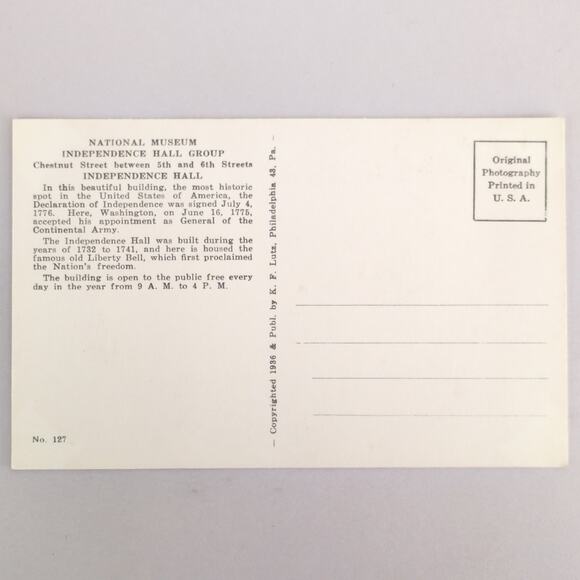 NATIONAL MUSEUM
INDEPENDENCE HALL GROUP
Chestnut Street between 5th and 6th Streets
INDEPENDENCE HALL
In this beautiful building, the most historic
spot in the United States of America, the
Declaration of Independence was signed July 4,
1776. Here, Washington, on June 16, 1775,
accepted his appointment as General of the
Continental Army.
The Independence Hall was built during the
years of 1732 to 1741, and here is housed the
famous old Liberty Bell, which first proclaimed
the Nation's freedom.
The building is open to the public free every
day in the year from 9 A. M. to 4 P. M.
No. 127
— Copyrighted 1936 & Publ. by K. F. Lutz, Philadelphia 43, Pa. —
Original
Photography
Printed in
U. S. A.